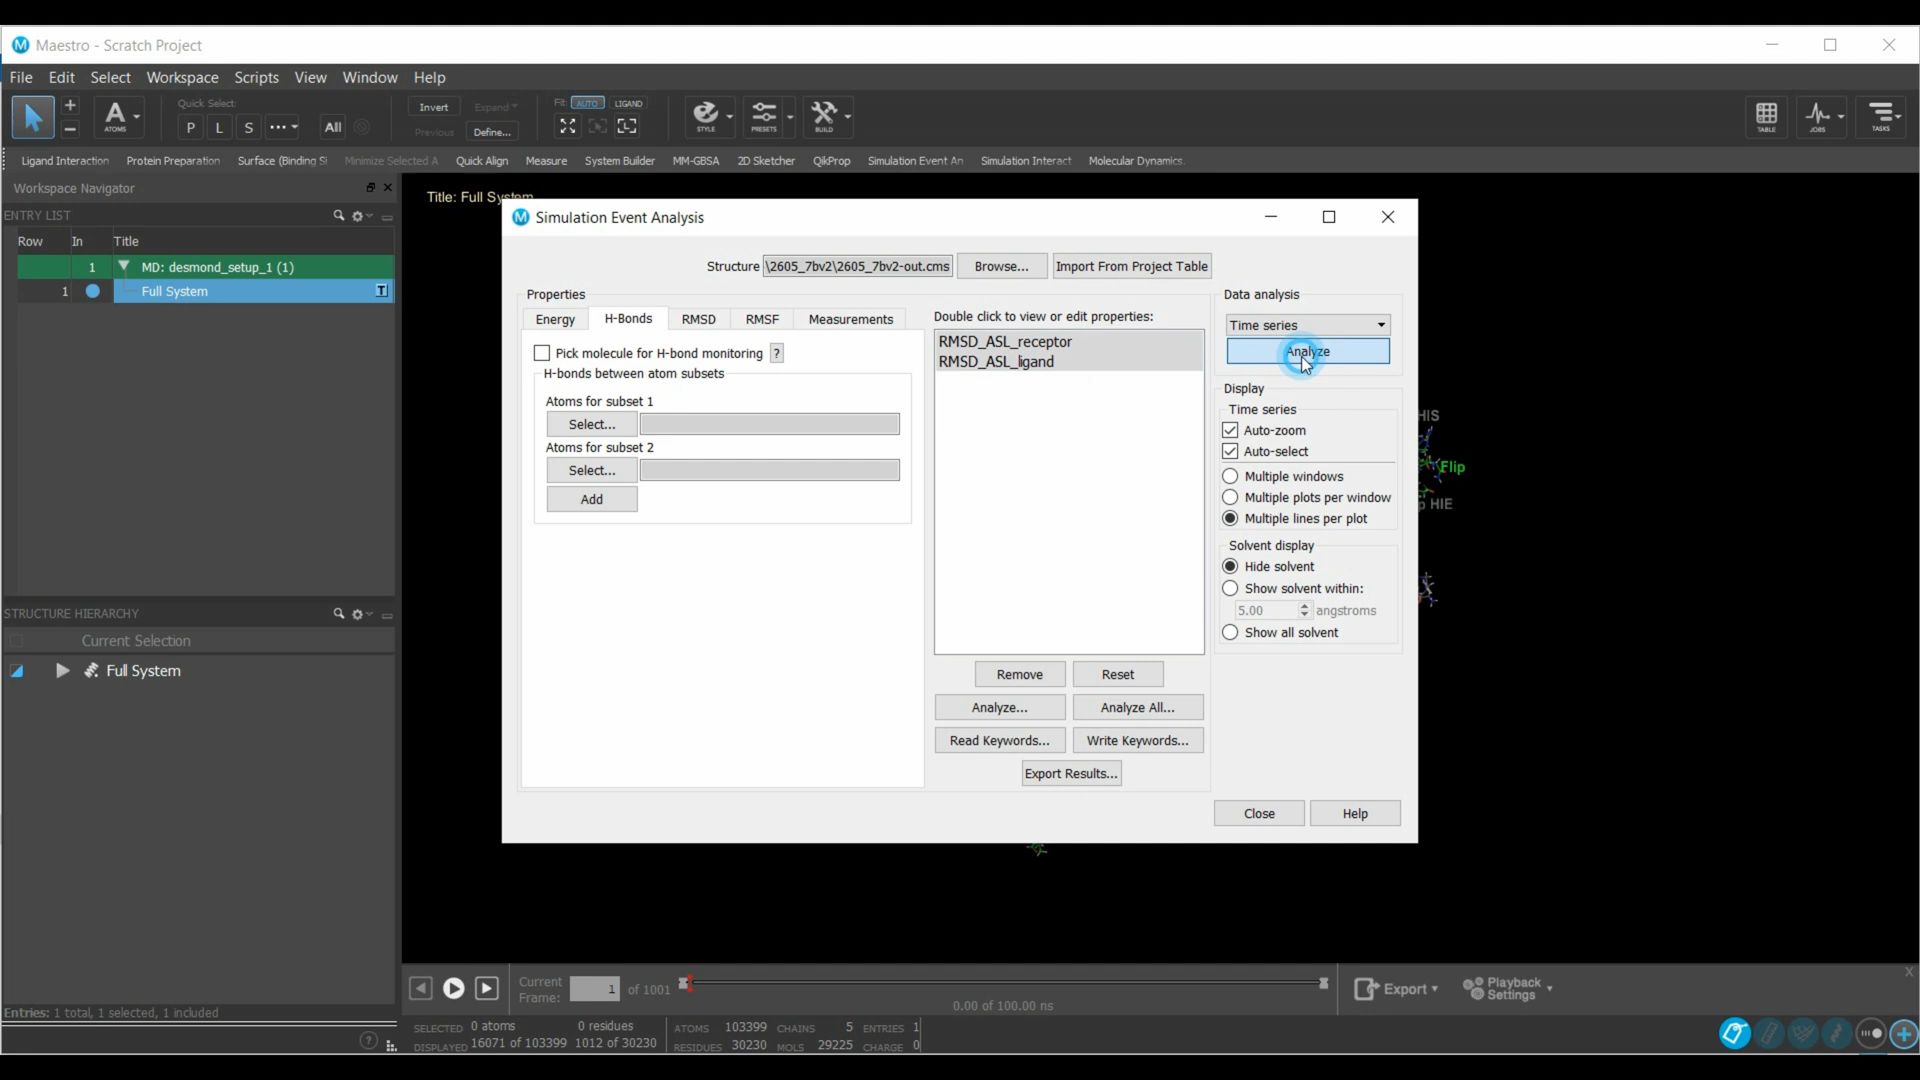 Maestro - Scratch Project
File Edit Select Workspace Scripts View Window Help
Quick Select:
Invert Expand
Fit: AUTO LIGAND
ATOMS
P L S ... All
Previous Define...
STYLE PRESETS BUILD
TABLE JOBS TASKS
Ligand Interaction Protein Preparation Surface (Binding Si Minimize Selected A Quick Align Measure System Builder MM-GBSA 2D Sketcher QikProp Simulation Event An Simulation Interact Molecular Dynamics
Workspace Navigator
ENTRY LIST
Row In Title
1 MD: desmond_setup_1 (1)
1 Full System T
STRUCTURE HIERARCHY
Current Selection
Full System
Entries: 1 total, 1 selected, 1 included
Title: Full System
Simulation Event Analysis
Structure \2605_7bv2\2605_7bv2-out.cms Browse... Import From Project Table
Properties
Energy H-Bonds RMSD RMSF Measurements
Pick molecule for H-bond monitoring ?
H-bonds between atom subsets
Atoms for subset 1
Select...
Atoms for subset 2
Select...
Add
Double click to view or edit properties:
RMSD_ASL_receptor
RMSD_ASL_ligand
Remove Reset
Analyze... Analyze All...
Read Keywords... Write Keywords...
Export Results...
Data analysis
Time series
Analyze
Display
Time series
Auto-zoom
Auto-select
Multiple windows
Multiple plots per window
Multiple lines per plot
Solvent display
Hide solvent
Show solvent within:
5.00 angstroms
Show all solvent
Close Help
HIS
Flip
HIE
Current Frame: 1 of 1001
0.00 of 100.00 ns
Export
Playback Settings
SELECTED 0 atoms 0 residues ATOMS 103399 CHAINS 5 ENTRIES 1
DISPLAYED 16071 of 103399 1012 of 30230 RESIDUES 30230 MOLS 29225 CHARGE 0